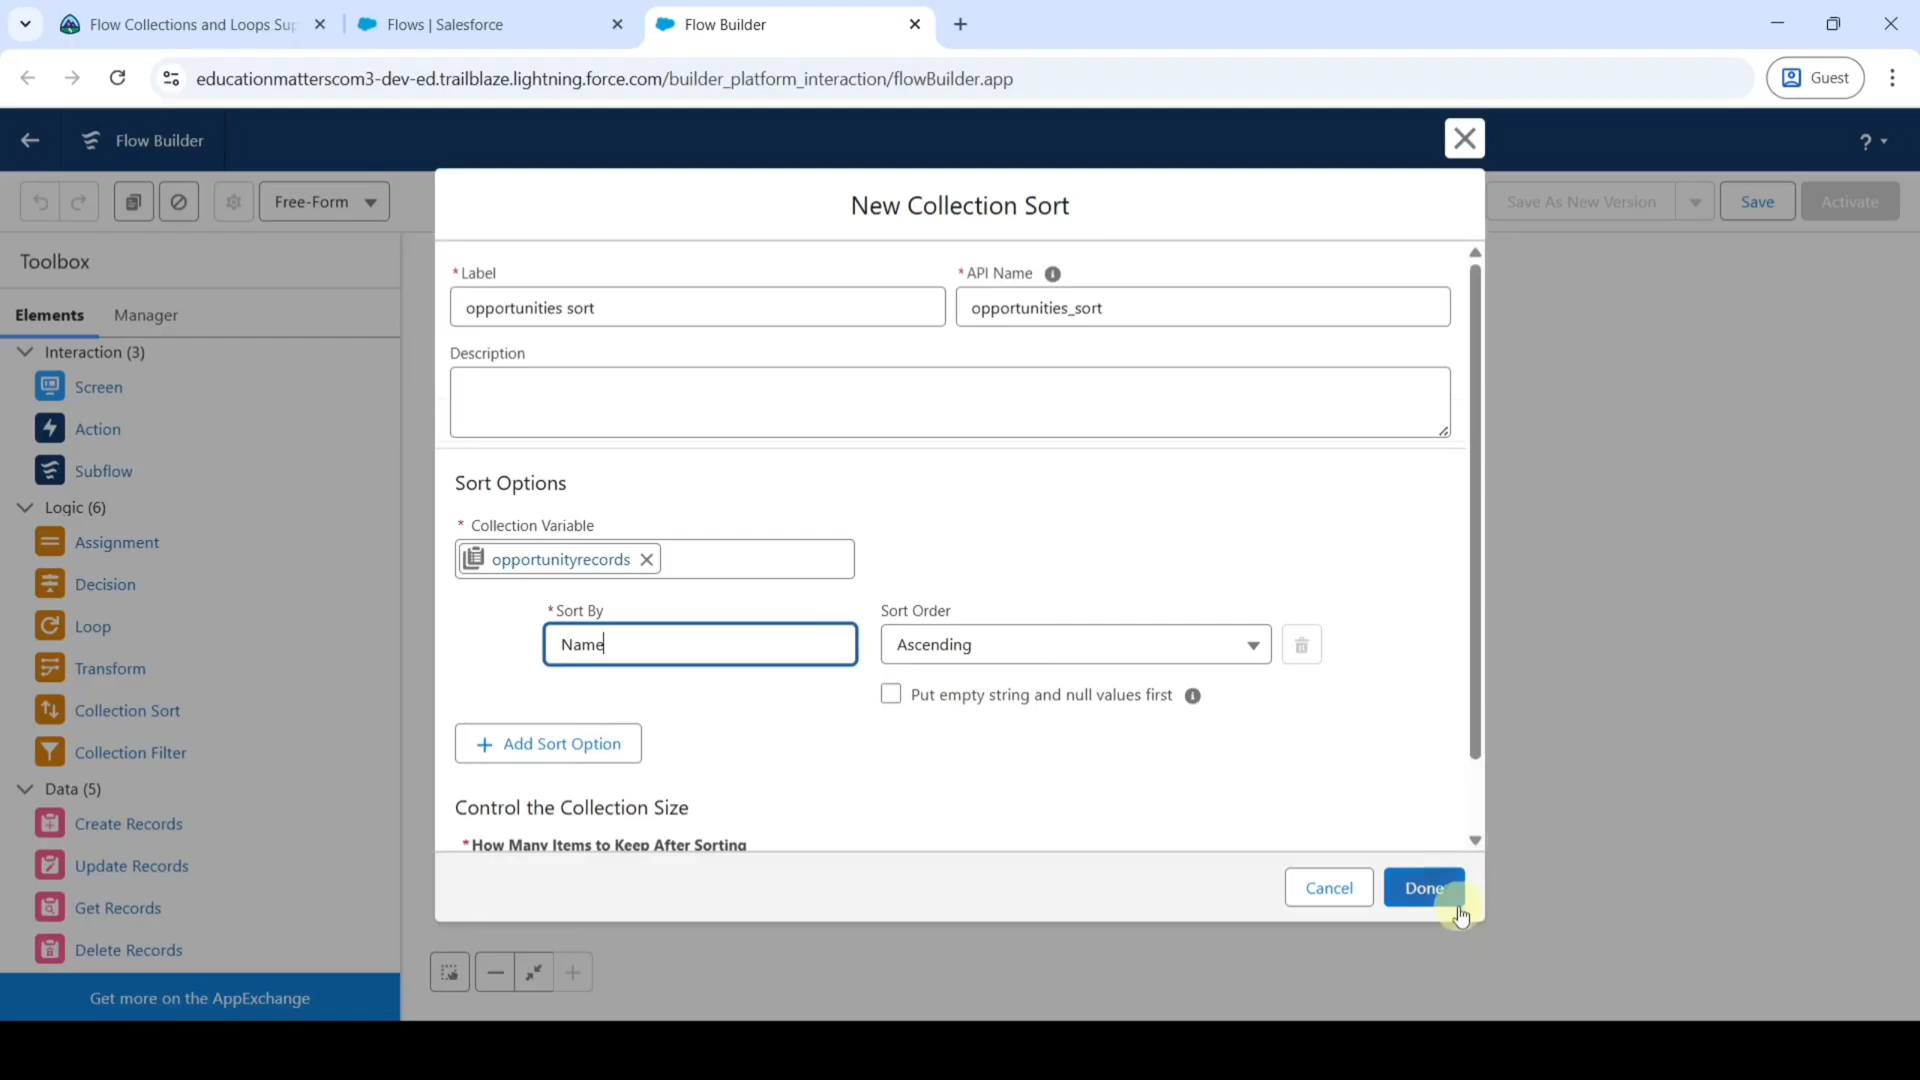 Flow Collections and Loops Sup
Flows | Salesforce
Flow Builder
educationmatterscom3-dev-ed.trailblaze.lightning.force.com/builder_platform_interaction/flowBuilder.app
Guest
Flow Builder
?
Free-Form
Save As New Version
Save
Activate
Toolbox
Elements
Manager
Interaction (3)
Screen
Action
Subflow
Logic (6)
Assignment
Decision
Loop
Transform
Collection Sort
Collection Filter
Data (5)
Create Records
Update Records
Get Records
Delete Records
Get more on the AppExchange
New Collection Sort
* Label
* API Name
opportunities sort
opportunities_sort
Description
Sort Options
* Collection Variable
opportunityrecords
* Sort By
Sort Order
Name
Ascending
Put empty string and null values first
+ Add Sort Option
Control the Collection Size
* How Many Items to Keep After Sorting
Cancel
Done